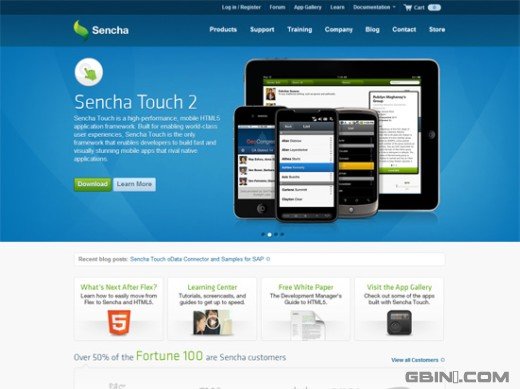 Log in / Register Forum App Gallery Learn Documentation Cart 0
Sencha
Products Support Training Company Blog Contact Store
Sencha Touch 2
Sencha Touch is a high-performance, mobile HTML5
application framework. Built for enabling world-class
user experiences, Sencha Touch is the only
framework that enables developers to build fast and
visually stunning mobile apps that rival native
applications.
Download Learn More
Recent blog posts: Sencha Touch oData Connector and Samples for SAP
What's Next After Flex?
Learn how to easily move from
Flex to Sencha and HTML5.
Learning Center
Tutorials, screencasts, and
guides to get up to speed.
Free White Paper
The Development Manager's
Guide to HTML5.
Visit the App Gallery
Check out some of the apps
built with Sencha Touch.
Over 50% of the Fortune 100 are Sencha customers
View all Customers
GBIN1.COM